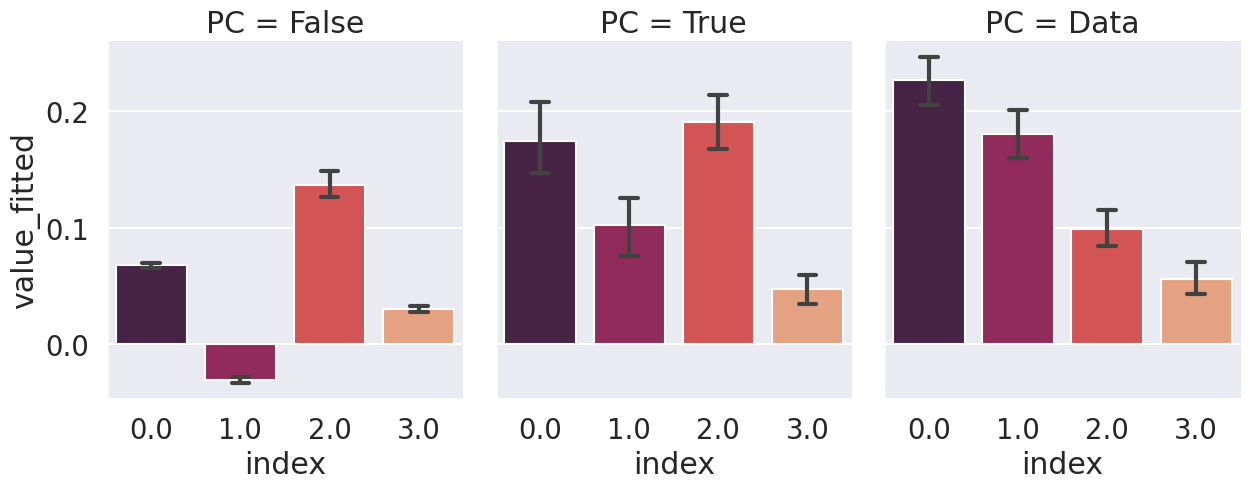 PC = False
PC = True
PC = Data
value_fitted
0.2
0.1
0.0
0.0 1.0 2.0 3.0
0.0 1.0 2.0 3.0
0.0 1.0 2.0 3.0
index
index
index